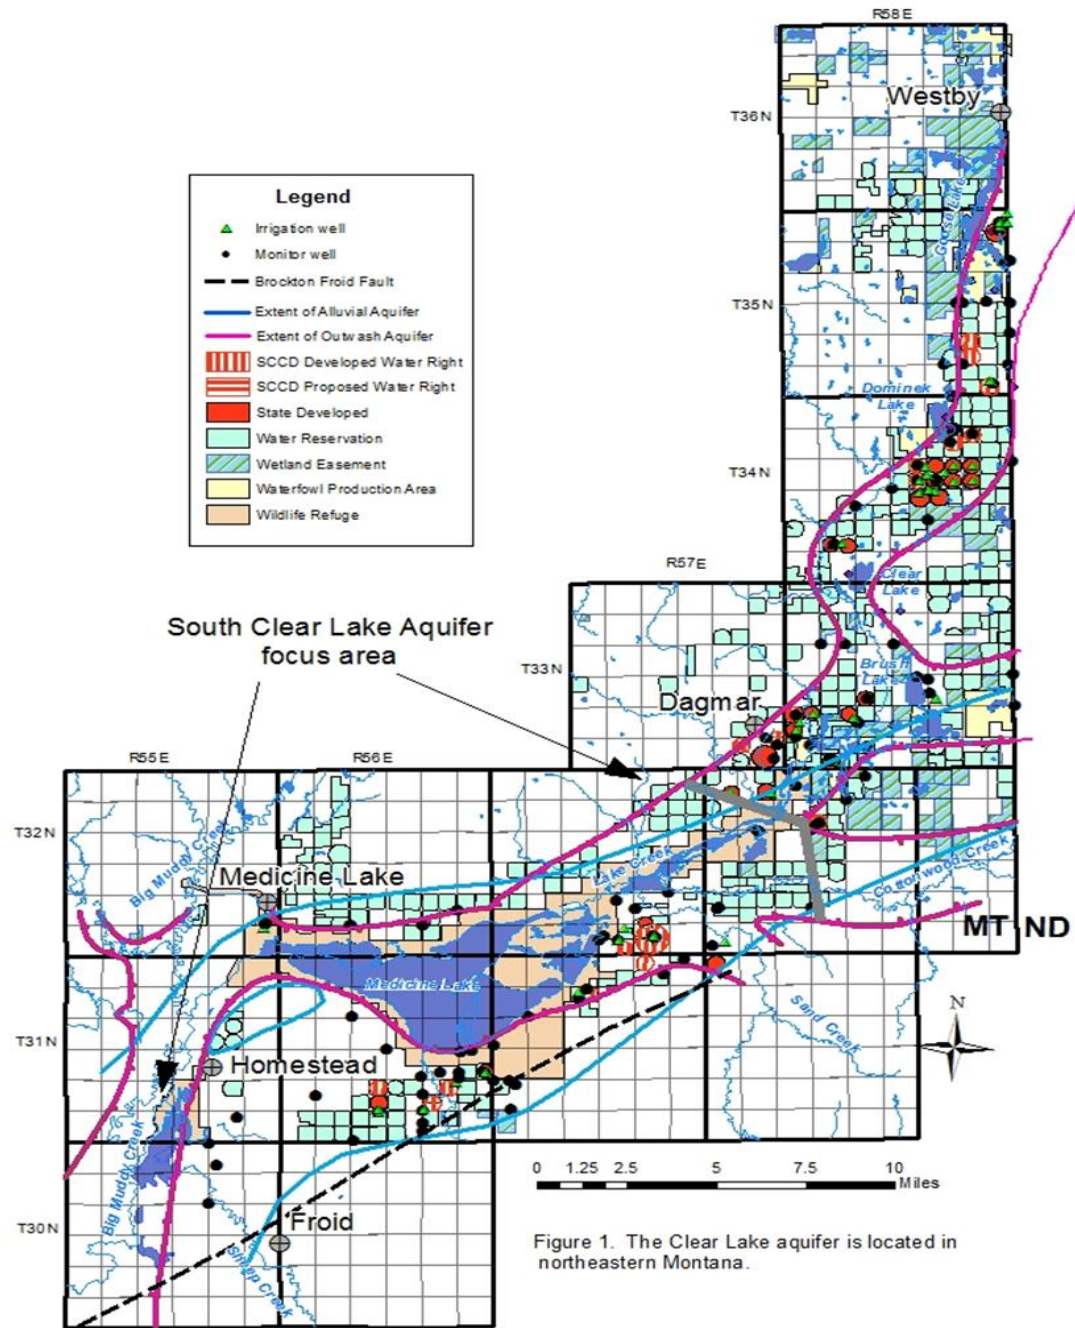 R58E
Westby
T36N
Goose Lake
Legend
Irrigation well
Monitor well
Brockton Froid Fault
Extent of Alluvial Aquifer
Extent of Outwash Aquifer
SCCD Developed Water Right
SCCD Proposed Water Right
State Developed
Water Reservation
Wetland Easement
Waterfowl Production Area
Wildlife Refuge
T35N
Dominek
Lake
T34N
R57E
Clear
Lake
South Clear Lake Aquifer
focus area
T33N
Brush
Lake
Dagmar
R55E
R56E
T32N
Big Muddy Creek
Medicine Lake
Lake Creek
Cottonwood Creek
MT ND
Medicine Lake
Sand Creek
N
T31N
Homestead
Big Muddy Creek
0 1.25 2.5 5 7.5 10
Miles
T30N
Froid
Sheep Creek
Figure 1. The Clear Lake aquifer is located in
northeastern Montana.